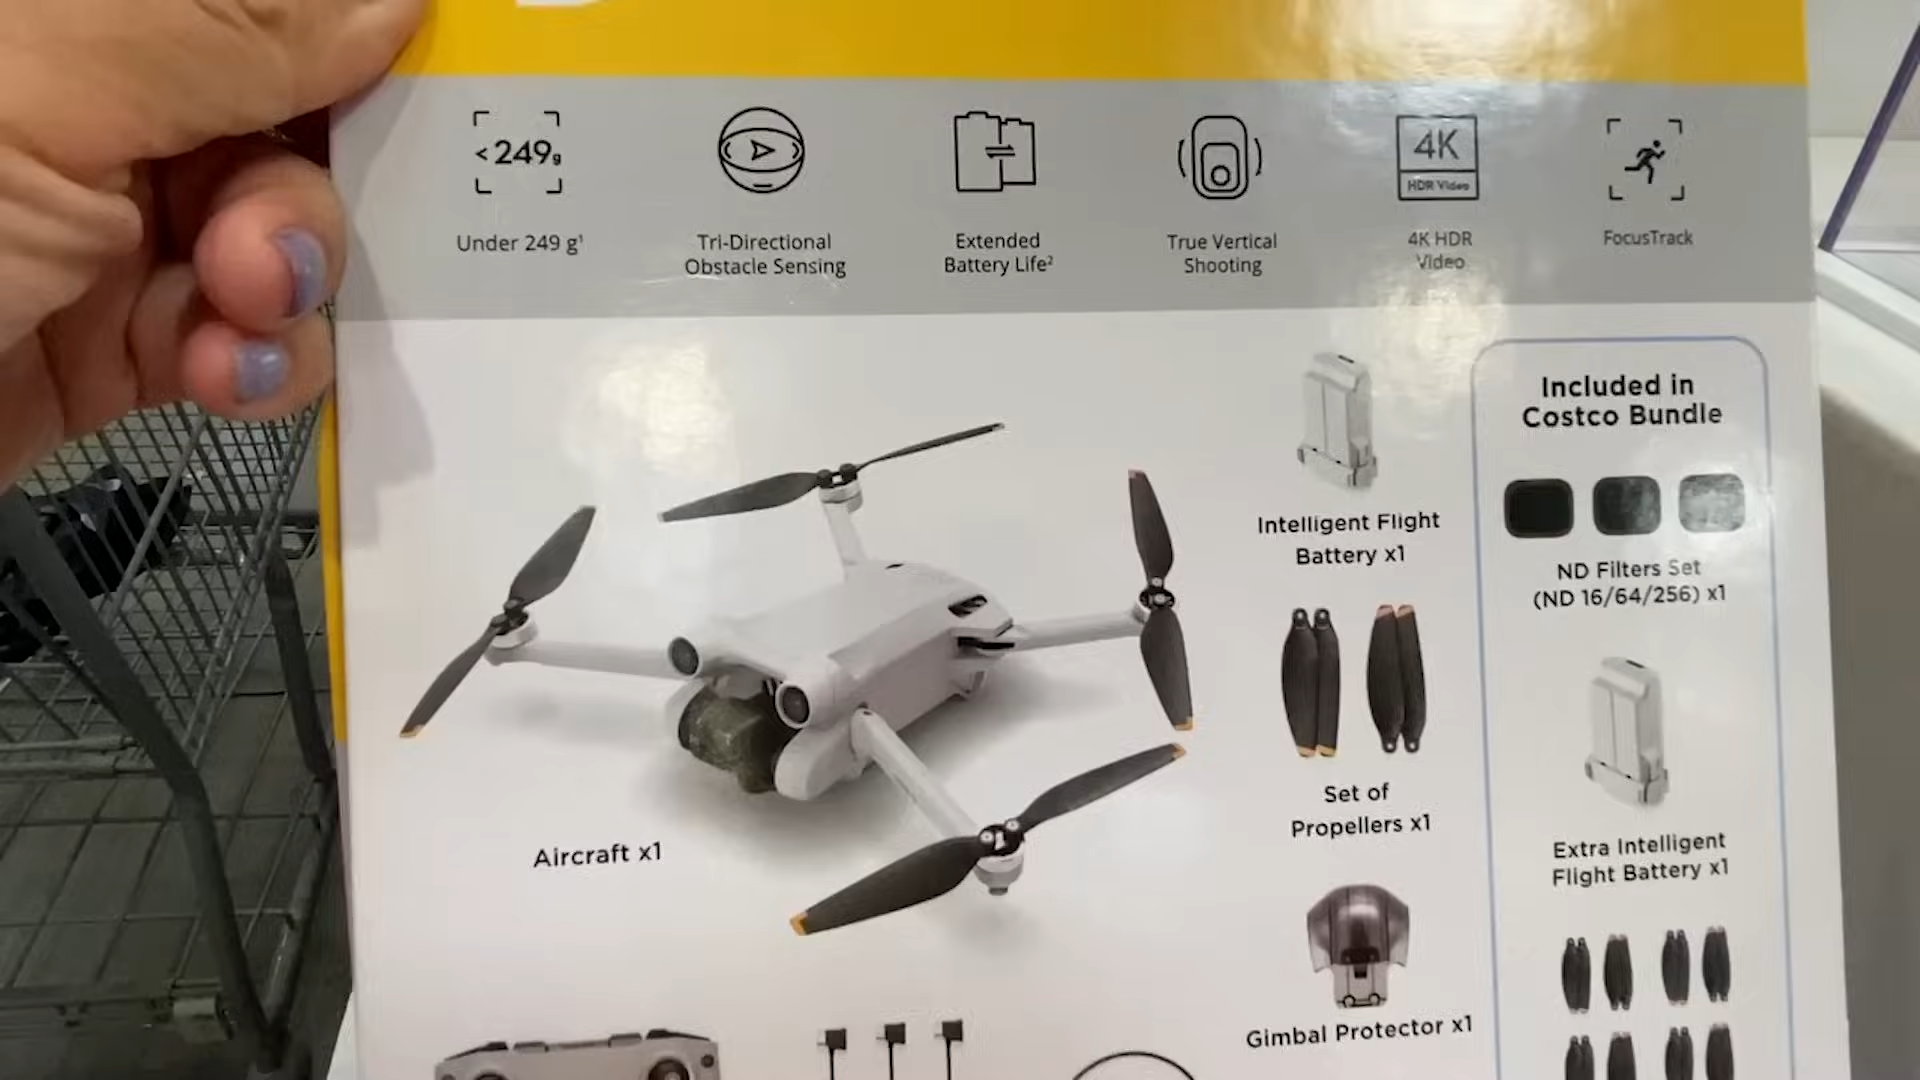 <249g
Under 249 g¹
Tri-Directional
Obstacle Sensing
Extended
Battery Life²
True Vertical
Shooting
4K
HDR Video
4K HDR
Video
FocusTrack
Aircraft x1
Intelligent Flight
Battery x1
Set of
Propellers x1
Gimbal Protector x1
Included in
Costco Bundle
ND Filters Set
(ND 16/64/256) x1
Extra Intelligent
Flight Battery x1